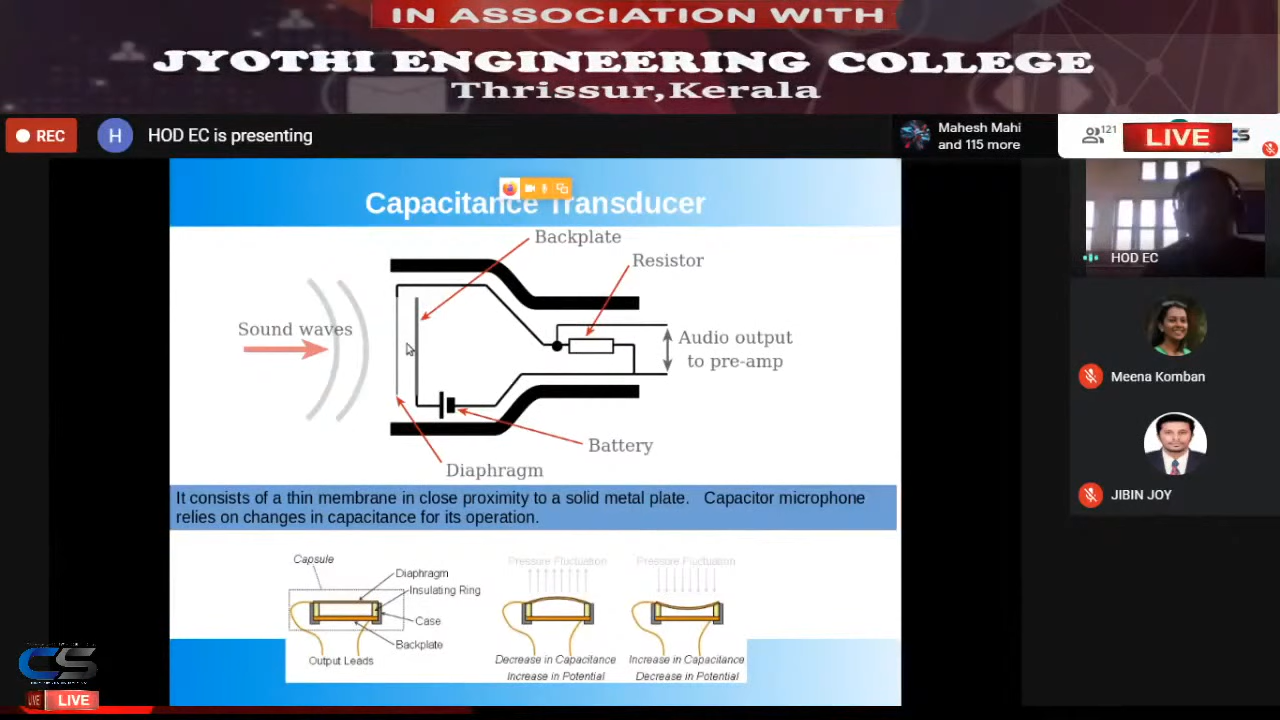 IN ASSOCIATION WITH
JYOTHI ENGINEERING COLLEGE
Thrissur,Kerala
REC
H
HOD EC is presenting
Mahesh Mahi
and 115 more
121
LIVE
CS
Capacitance Transducer
Backplate
Resistor
Sound waves
Audio output
to pre-amp
Battery
Diaphragm
It consists of a thin membrane in close proximity to a solid metal plate. Capacitor microphone
relies on changes in capacitance for its operation.
Capsule
Diaphragm
Insulating Ring
Case
Backplate
Output Leads
Pressure Fluctuation
Decrease in Capacitance
Increase in Potential
Pressure Fluctuation
Increase in Capacitance
Decrease in Potential
HOD EC
Meena Komban
JIBIN JOY
CS
LIVE
LIVE